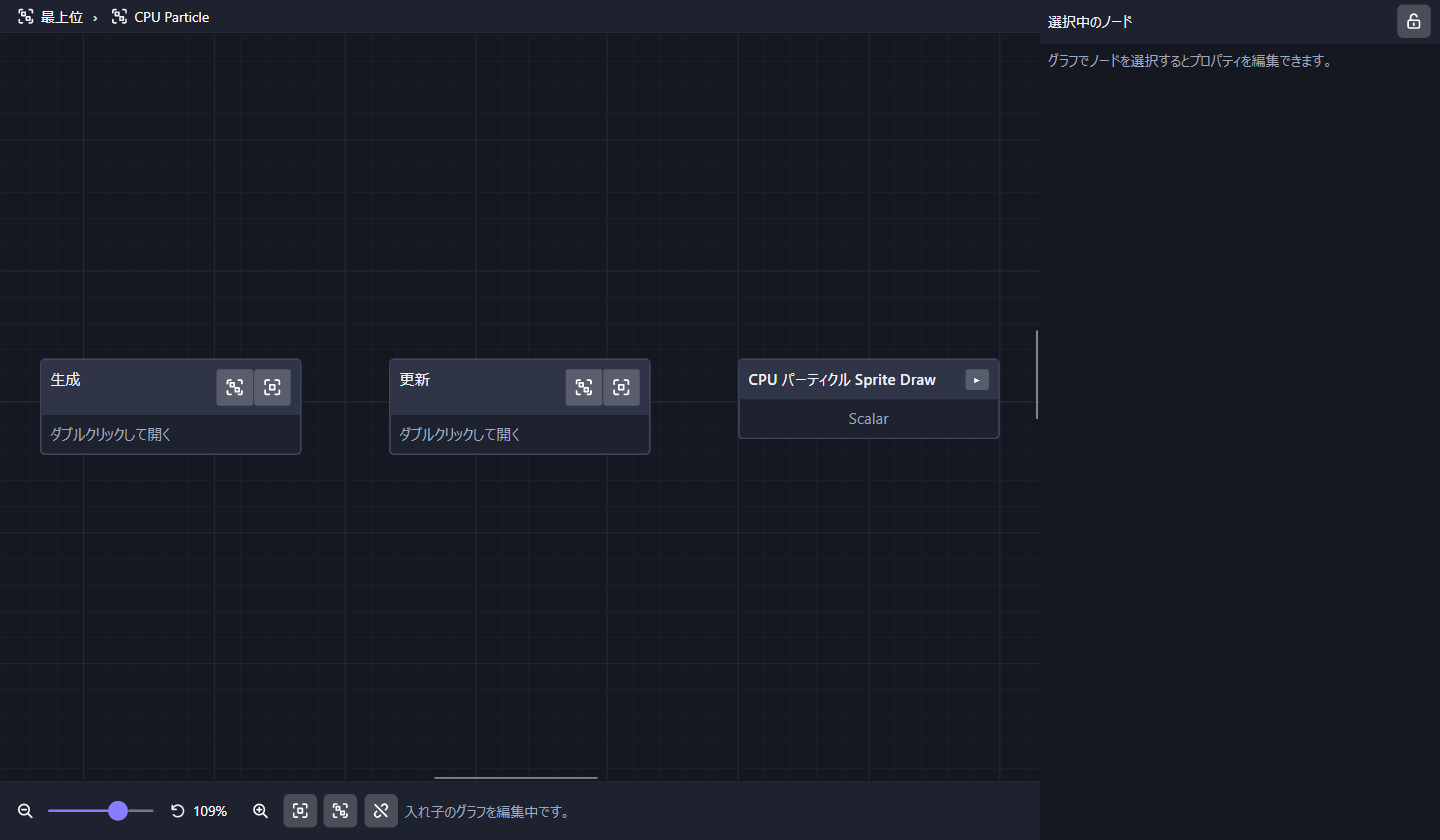 最上位 › CPU Particle
選択中のノード
グラフでノードを選択するとプロパティを編集できます。
生成
ダブルクリックして開く
更新
ダブルクリックして開く
CPU パーティクル Sprite Draw
Scalar
109%
入れ子のグラフを編集中です。